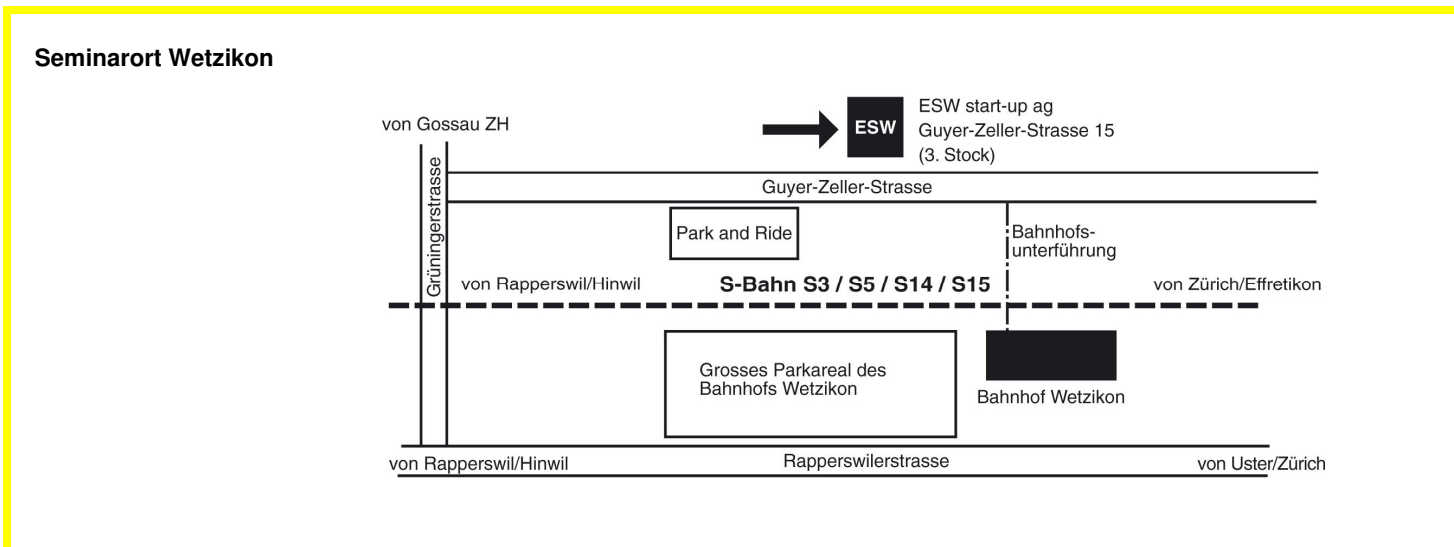 Seminarort Wetzikon
von Gossau ZH
ESW
ESW start-up ag
Guyer-Zeller-Strasse 15
(3. Stock)
Guyer-Zeller-Strasse
Grüningerstrasse
Park and Ride
Bahnhofs-
unterführung
von Rapperswil/Hinwil
S-Bahn S3 / S5 / S14 / S15
von Zürich/Effretikon
Grosses Parkareal des
Bahnhofs Wetzikon
Bahnhof Wetzikon
von Rapperswil/Hinwil
Rapperswilerstrasse
von Uster/Zürich